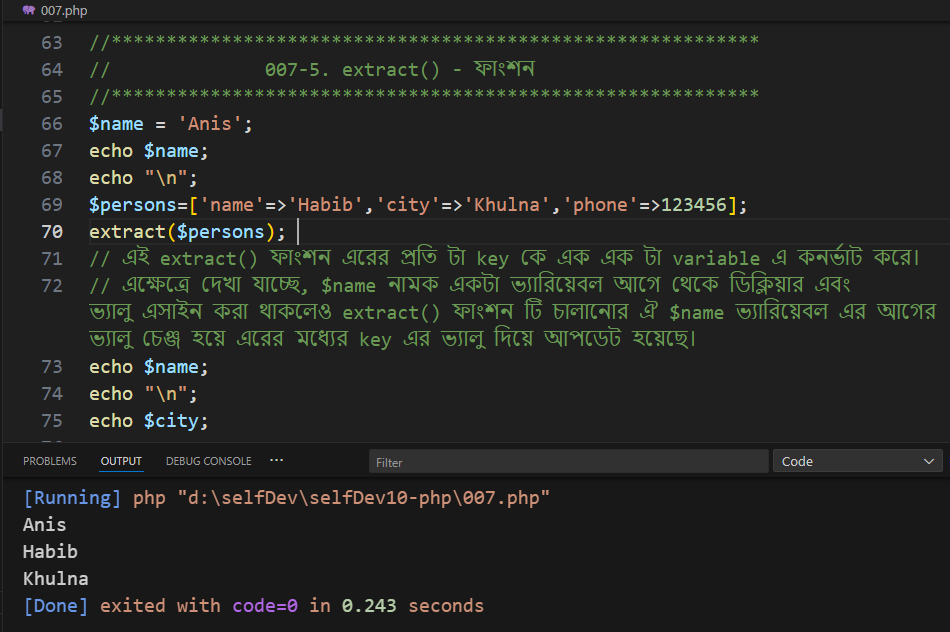 007.php
63 //***********************************************************
64 // 007-5. extract() - ফাংশন
65 //***********************************************************
66 $name = 'Anis';
67 echo $name;
68 echo "\n";
69 $persons=['name'=>'Habib','city'=>'Khulna','phone'=>123456];
70 extract($persons);
71 // এই extract() ফাংশন এরের প্রতি টা key কে এক এক টা variable এ কনর্ভাট করে।
72 // এক্ষেত্রে দেখা যাচ্ছে, $name নামক একটা ভ্যারিয়েবল আগে থেকে ডিক্লিয়ার এবং
ভ্যালু এসাইন করা থাকলেও extract() ফাংশন টি চালানোর ঐ $name ভ্যারিয়েবল এর আগের
ভ্যালু চেঞ্জ হয়ে এরের মধ্যের key এর ভ্যালু দিয়ে আপডেট হয়েছে।
73 echo $name;
74 echo "\n";
75 echo $city;
PROBLEMS OUTPUT DEBUG CONSOLE ··· Filter Code
[Running] php "d:\selfDev\selfDev10-php\007.php"
Anis
Habib
Khulna
[Done] exited with code=0 in 0.243 seconds